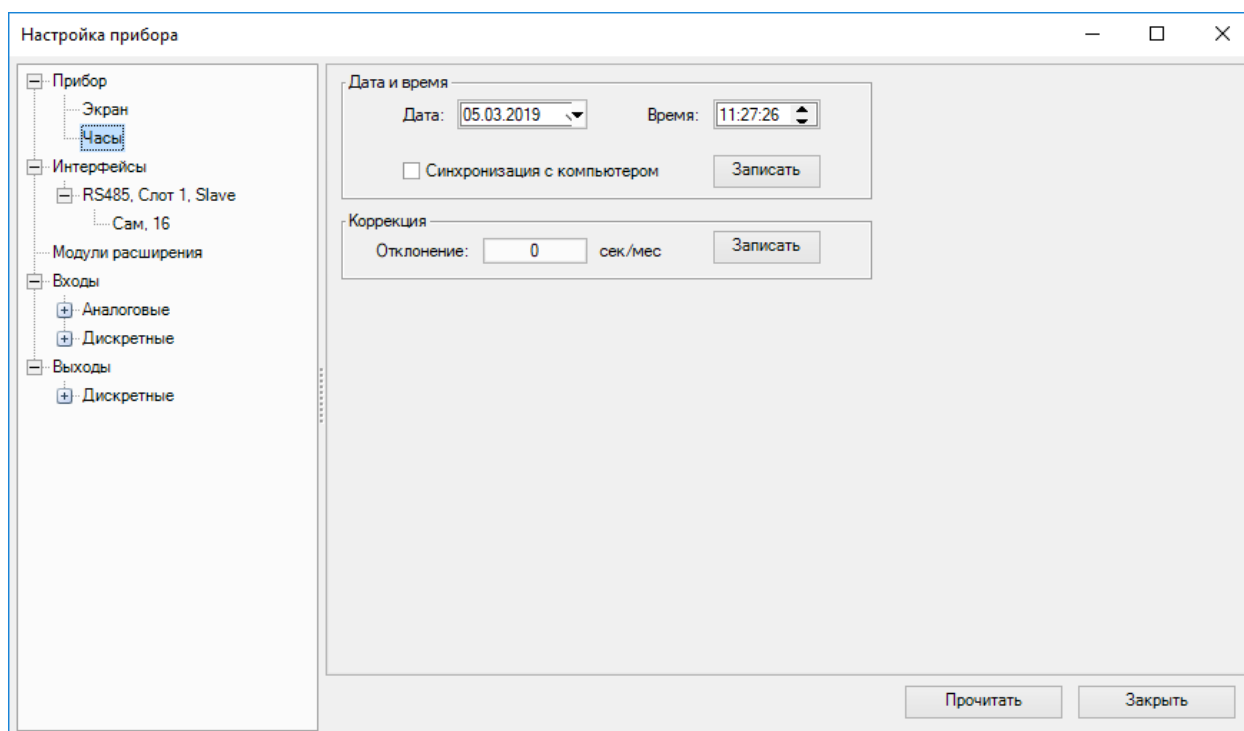 Настройка прибора
Прибор
Экран
Часы
Интерфейсы
RS485, Слот 1, Slave
Сам, 16
Модули расширения
Входы
Аналоговые
Дискретные
Выходы
Дискретные
Дата и время
Дата: 05.03.2019 Время: 11:27:26
Синхронизация с компьютером Записать
Коррекция
Отклонение: 0 сек/мес Записать
Прочитать Закрыть